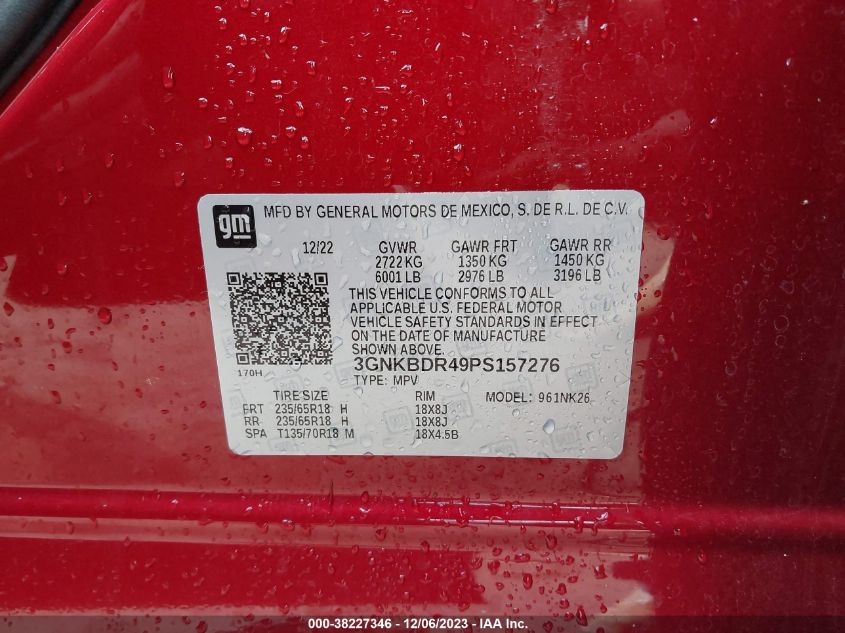 gm
MFD BY GENERAL MOTORS DE MEXICO, S. DE R.L. DE C.V.
12/22 GVWR GAWR FRT GAWR RR
2722 KG 1350 KG 1450 KG
6001 LB 2976 LB 3196 LB
THIS VEHICLE CONFORMS TO ALL
APPLICABLE U.S. FEDERAL MOTOR
VEHICLE SAFETY STANDARDS IN EFFECT
ON THE DATE OF MANUFACTURE
SHOWN ABOVE.
170H 3GNKBDR49PS157276
TYPE: MPV
TIRE SIZE RIM MODEL: 961NK26
FRT 235/65R18 H 18X8J
RR 235/65R18 H 18X8J
SPA T135/70R18 M 18X4.5B
000-38227346 - 12/06/2023 - IAA Inc.